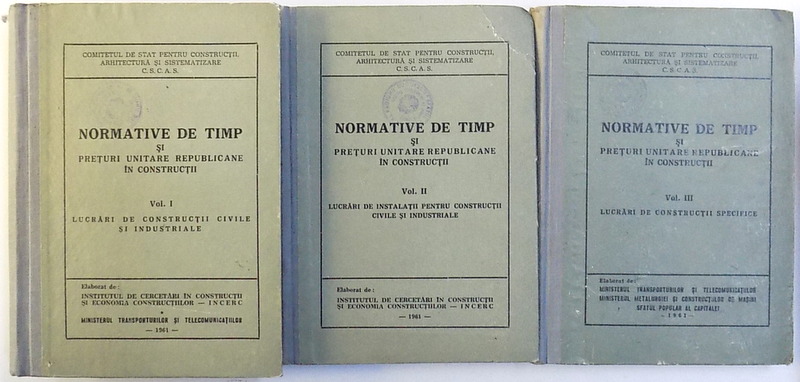 COMITETUL DE STAT PENTRU CONSTRUCȚII,
ARHITECTURĂ ȘI SISTEMATIZARE
C. S. C. A. S.
NORMATIVE DE TIMP
ȘI
PREȚURI UNITARE REPUBLICANE
ÎN CONSTRUCȚII
Vol. I
LUCRĂRI DE CONSTRUCȚII CIVILE
ȘI INDUSTRIALE
Elaborat de:
INSTITUTUL DE CERCETĂRI ÎN CONSTRUCȚII
ȘI ECONOMIA CONSTRUCȚIILOR — INCERC
MINISTERUL TRANSPORTURILOR ȘI TELECOMUNICAȚIILOR
— 1961 —
COMITETUL DE STAT PENTRU CONSTRUCȚII,
ARHITECTURĂ ȘI SISTEMATIZARE
C. S. C. A. S.
NORMATIVE DE TIMP
ȘI
PREȚURI UNITARE REPUBLICANE
ÎN CONSTRUCȚII
Vol. II
LUCRĂRI DE INSTALAȚII PENTRU CONSTRUCȚII
CIVILE ȘI INDUSTRIALE
Elaborat de:
INSTITUTUL DE CERCETĂRI ÎN CONSTRUCȚII
ȘI ECONOMIA CONSTRUCȚIILOR — INCERC
— 1961 —
COMITETUL DE STAT PENTRU CONSTRUCȚII,
ARHITECTURĂ ȘI SISTEMATIZARE
C. S. C. A. S.
NORMATIVE DE TIMP
ȘI
PREȚURI UNITARE REPUBLICANE
ÎN CONSTRUCȚII
Vol. III
LUCRĂRI DE CONSTRUCȚII SPECIFICE
Elaborat de:
MINISTERUL TRANSPORTURILOR ȘI TELECOMUNICAȚIILOR
MINISTERUL METALURGIEI ȘI CONSTRUCȚIILOR DE MAȘINI
SFATUL POPULAR AL CAPITALEI